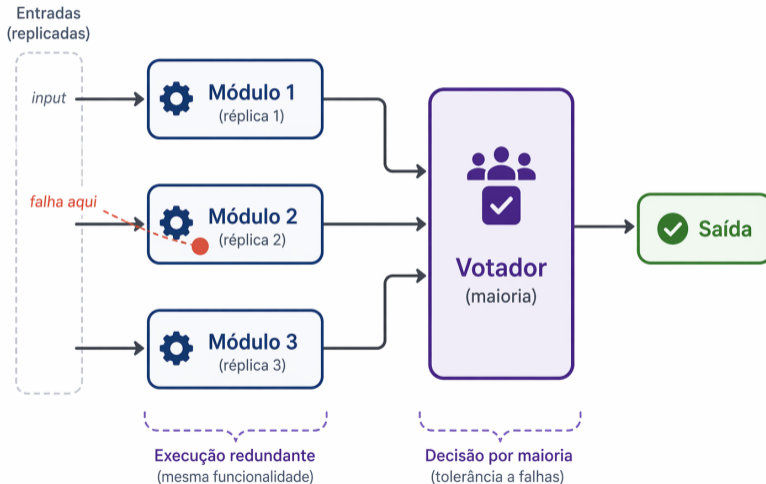 Entradas
(replicadas)
input
Módulo 1
(réplica 1)
falha aqui
Módulo 2
(réplica 2)
Módulo 3
(réplica 3)
Votador
(maioria)
Saída
Execução redundante
(mesma funcionalidade)
Decisão por maioria
(tolerância a falhas)